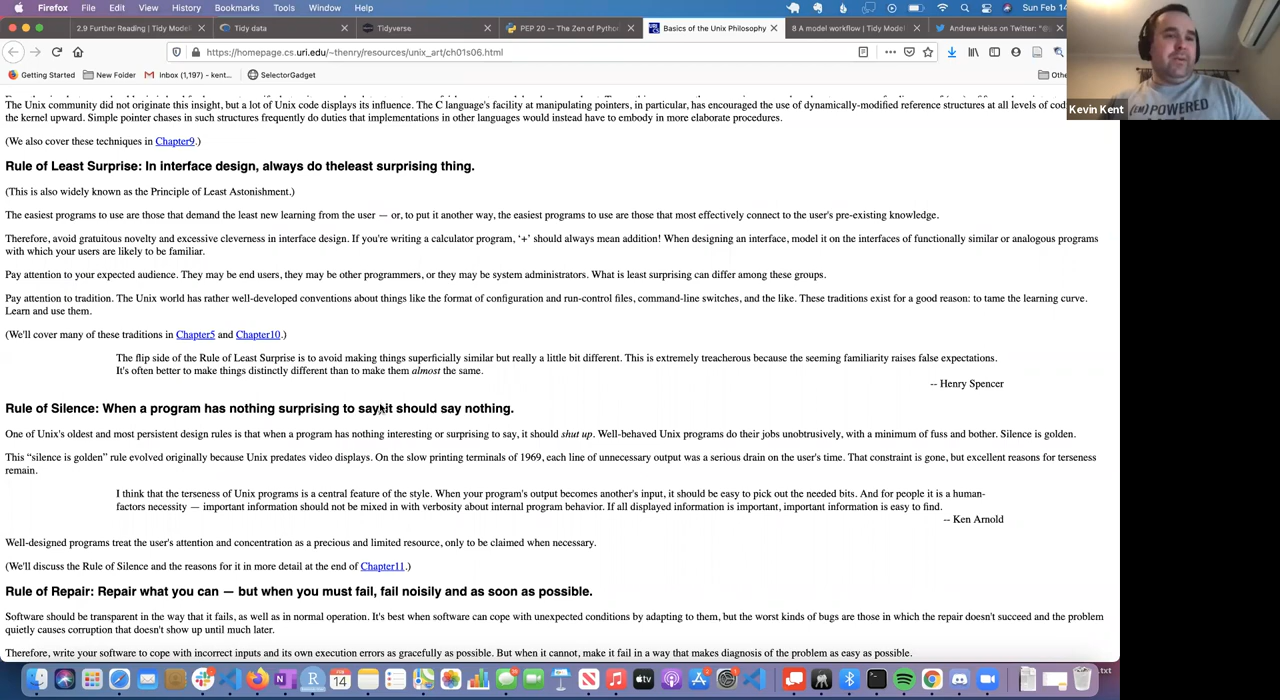 Firefox File Edit View History Bookmarks Tools Window Help Sun Feb 14
2.9 Further Reading | Tidy Model Tidy data Tidyverse PEP 20 -- The Zen of Python Basics of the Unix Philosophy 8 A model workflow | Tidy Model Andrew Heiss on Twitter: "@
https://homepage.cs.uri.edu/~thenry/resources/unix_art/ch01s06.html
Getting Started New Folder Inbox (1,197) - kent... SelectorGadget Othe
Kevin Kent
(EM)POWERED
The Unix community did not originate this insight, but a lot of Unix code displays its influence. The C language's facility at manipulating pointers, in particular, has encouraged the use of dynamically-modified reference structures at all levels of cod
the kernel upward. Simple pointer chases in such structures frequently do duties that implementations in other languages would instead have to embody in more elaborate procedures.
(We also cover these techniques in Chapter9.)
Rule of Least Surprise: In interface design, always do theleast surprising thing.
(This is also widely known as the Principle of Least Astonishment.)
The easiest programs to use are those that demand the least new learning from the user — or, to put it another way, the easiest programs to use are those that most effectively connect to the user's pre-existing knowledge.
Therefore, avoid gratuitous novelty and excessive cleverness in interface design. If you're writing a calculator program, ‘+’ should always mean addition! When designing an interface, model it on the interfaces of functionally similar or analogous programs
with which your users are likely to be familiar.
Pay attention to your expected audience. They may be end users, they may be other programmers, or they may be system administrators. What is least surprising can differ among these groups.
Pay attention to tradition. The Unix world has rather well-developed conventions about things like the format of configuration and run-control files, command-line switches, and the like. These traditions exist for a good reason: to tame the learning curve.
Learn and use them.
(We'll cover many of these traditions in Chapter5 and Chapter10.)
The flip side of the Rule of Least Surprise is to avoid making things superficially similar but really a little bit different. This is extremely treacherous because the seeming familiarity raises false expectations.
It's often better to make things distinctly different than to make them almost the same.
-- Henry Spencer
Rule of Silence: When a program has nothing surprising to say,it should say nothing.
One of Unix's oldest and most persistent design rules is that when a program has nothing interesting or surprising to say, it should shut up. Well-behaved Unix programs do their jobs unobtrusively, with a minimum of fuss and bother. Silence is golden.
This “silence is golden” rule evolved originally because Unix predates video displays. On the slow printing terminals of 1969, each line of unnecessary output was a serious drain on the user's time. That constraint is gone, but excellent reasons for terseness
remain.
I think that the terseness of Unix programs is a central feature of the style. When your program's output becomes another's input, it should be easy to pick out the needed bits. And for people it is a human-
factors necessity — important information should not be mixed in with verbosity about internal program behavior. If all displayed information is important, important information is easy to find.
-- Ken Arnold
Well-designed programs treat the user's attention and concentration as a precious and limited resource, only to be claimed when necessary.
(We'll discuss the Rule of Silence and the reasons for it in more detail at the end of Chapter11.)
Rule of Repair: Repair what you can — but when you must fail, fail noisily and as soon as possible.
Software should be transparent in the way that it fails, as well as in normal operation. It's best when software can cope with unexpected conditions by adapting to them, but the worst kinds of bugs are those in which the repair doesn't succeed and the problem
quietly causes corruption that doesn't show up until much later.
Therefore, write your software to cope with incorrect inputs and its own execution errors as gracefully as possible. But when it cannot, make it fail in a way that makes diagnosis of the problem as easy as possible.
.txt